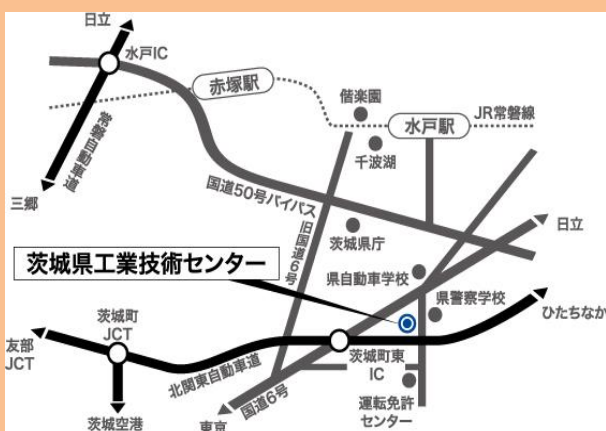 日立
水戸IC
赤塚駅
偕楽園
JR常磐線
水戸駅
千波湖
常磐自動車道
三郷
国道50号バイパス
旧国道6号
茨城県庁
日立
茨城県工業技術センター
県自動車学校
県警察学校
ひたちなか
茨城町
JCT
友部
JCT
北関東自動車道
茨城町東
IC
茨城空港
東京
国道6号
運転免許
センター